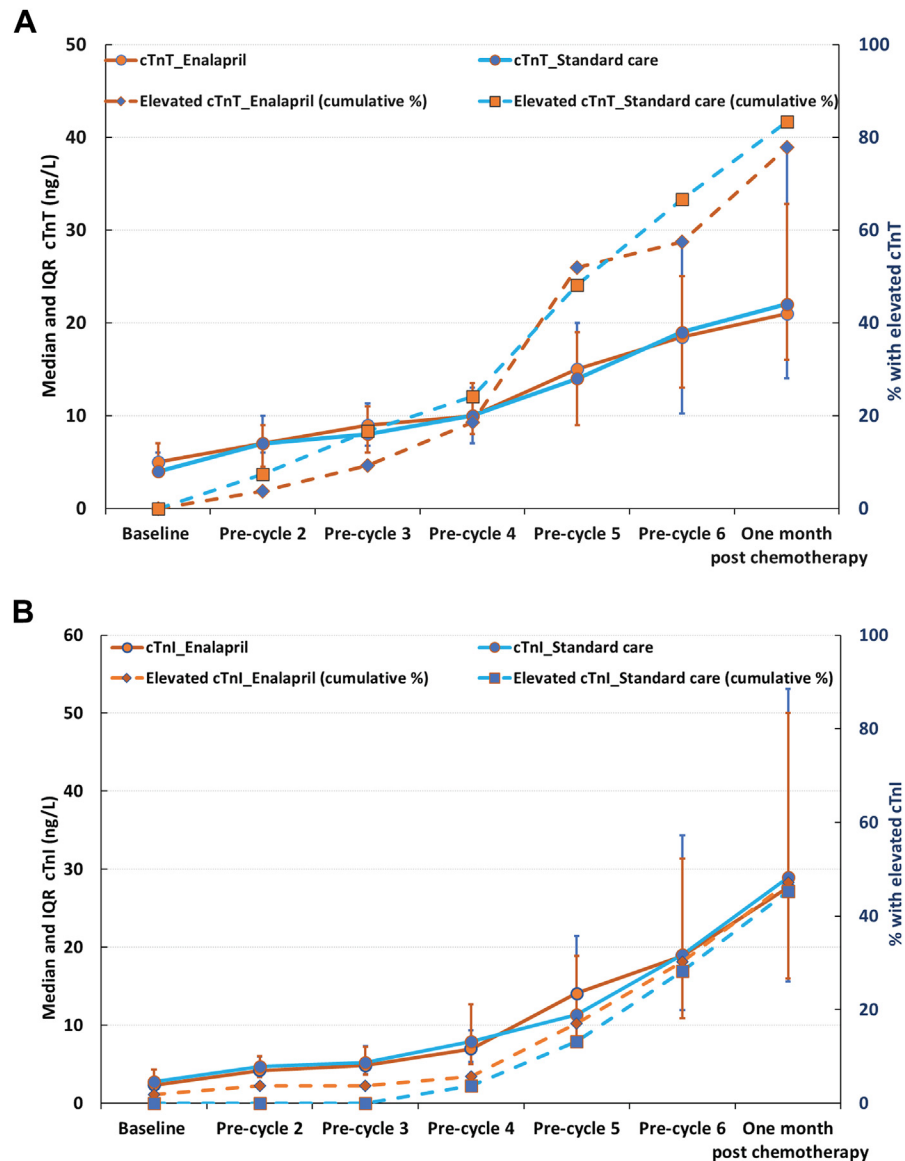 A
50
100
cTnT_Enalapril
cTnT_Standard care
Elevated cTnT_Enalapril (cumulative %)
Elevated cTnT_Standard care (cumulative %)
40
80
30
60
20
40
10
20
0
0
Median and IQR cTnT (ng/L)
% with elevated cTnT
Baseline
Pre-cycle 2
Pre-cycle 3
Pre-cycle 4
Pre-cycle 5
Pre-cycle 6
One month
post chemotherapy
B
60
100
cTnI_Enalapril
cTnI_Standard care
Elevated cTnI_Enalapril (cumulative %)
Elevated cTnI_Standard care (cumulative %)
50
80
40
60
30
40
20
20
10
0
0
Median and IQR cTnI (ng/L)
% with elevated cTnI
Baseline
Pre-cycle 2
Pre-cycle 3
Pre-cycle 4
Pre-cycle 5
Pre-cycle 6
One month
post chemotherapy